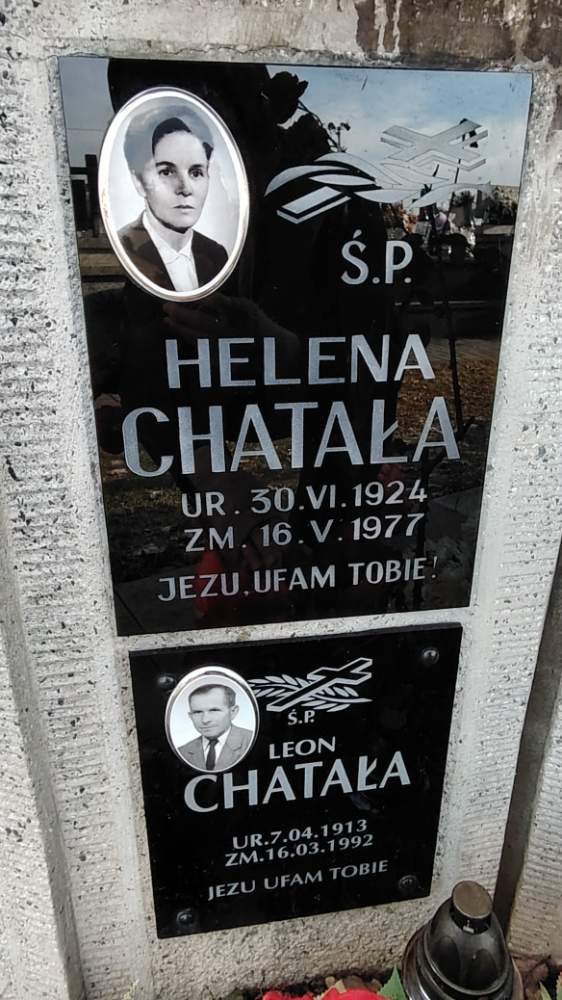 Ś.P.
HELENA
CHATAŁA
UR. 30.VI.1924
ZM. 16.V.1977
JEZU, UFAM TOBIE!
Ś.P.
LEON
CHATAŁA
UR.7.04.1913
ZM.16.03.1992
JEZU UFAM TOBIE